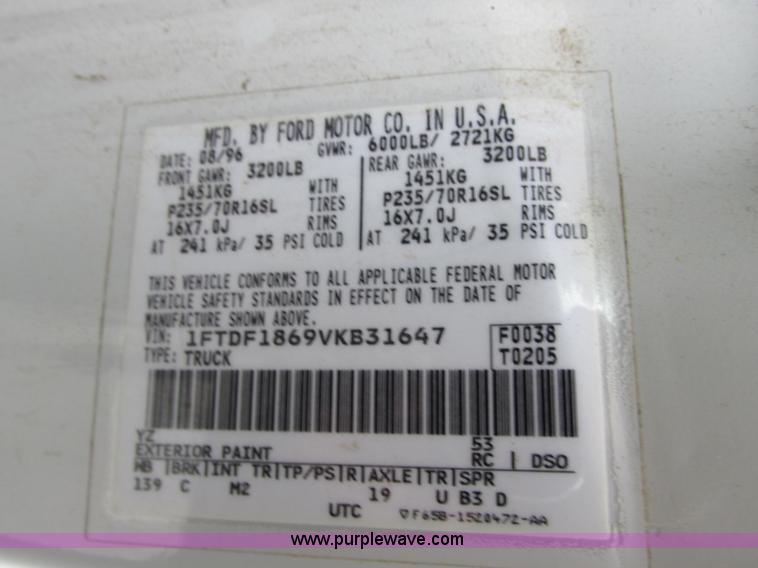 MFD. BY FORD MOTOR CO. IN U.S.A.
DATE: 08/96 GVWR: 6000LB/ 2721KG
FRONT GAWR: 3200LB REAR GAWR: 3200LB
1451KG WITH 1451KG WITH
P235/70R16SL TIRES P235/70R16SL TIRES
16X7.0J RIMS 16X7.0J RIMS
AT 241 kPa/ 35 PSI COLD AT 241 kPa/ 35 PSI COLD
THIS VEHICLE CONFORMS TO ALL APPLICABLE FEDERAL MOTOR
VEHICLE SAFETY STANDARDS IN EFFECT ON THE DATE OF
MANUFACTURE SHOWN ABOVE.
VIN: 1FTDF1869VKB31647 F0038
TYPE: TRUCK T0205
YZ 53
EXTERIOR PAINT RC DSO
WB BRK INT TR TP/PS R AXLE TR SPR
139 C M2 19 U B3 D
UTC ▽F65B-1520472-AA
www.purplewave.com